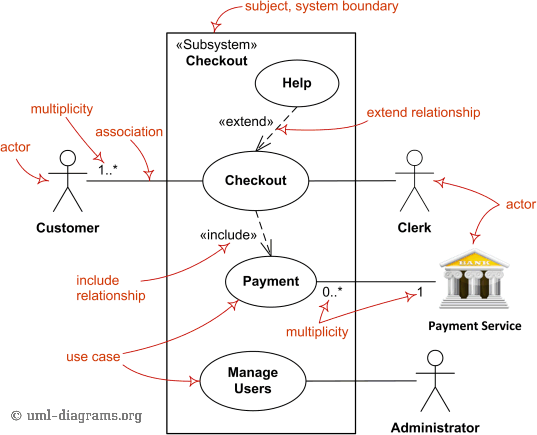 subject, system boundary
«Subsystem»
Checkout
Help
multiplicity
«extend»
extend relationship
association
actor
1..*
Checkout
Customer
Clerk
actor
«include»
BANK
include
relationship
Payment
0..*
1
multiplicity
Payment Service
use case
Manage
Users
© uml-diagrams.org
Administrator